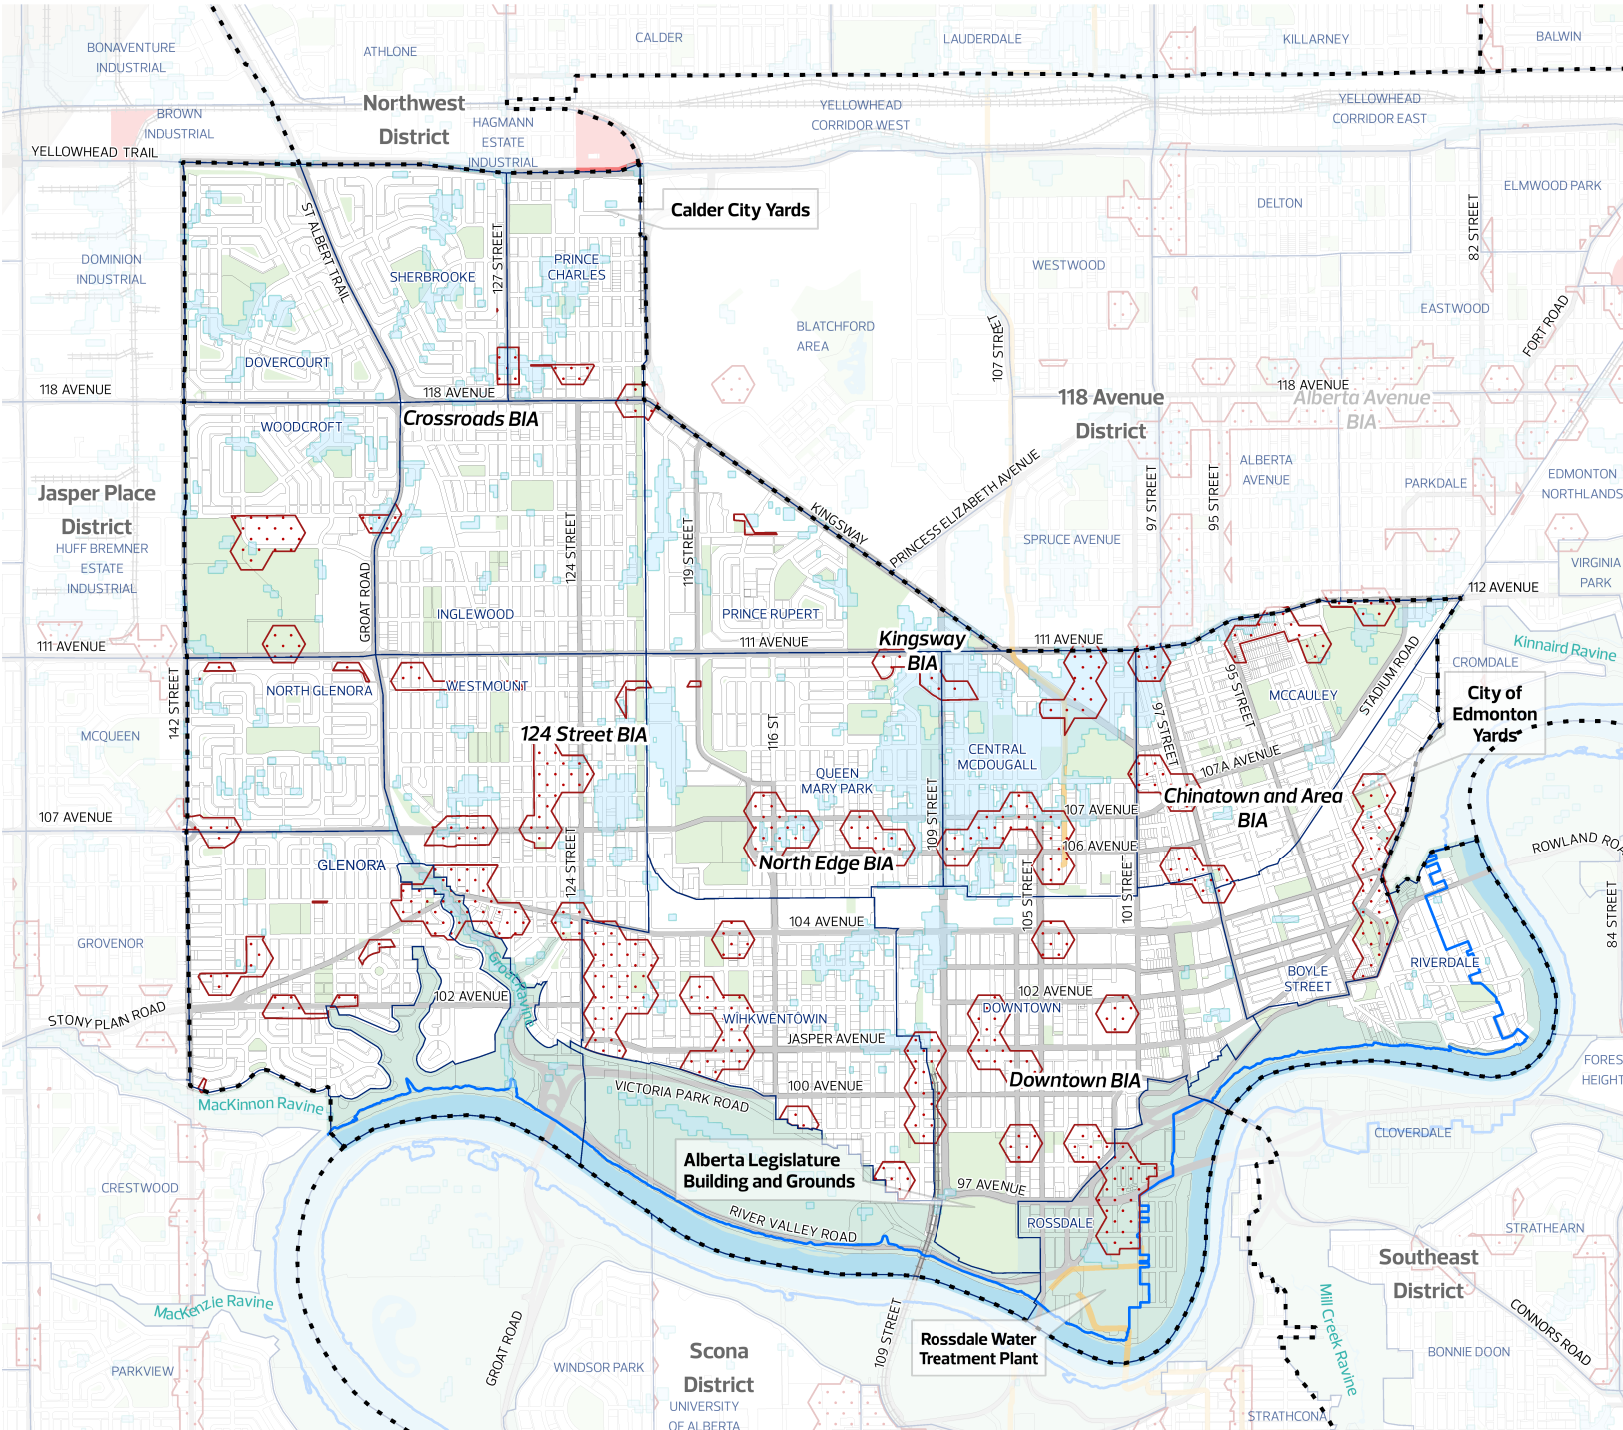 BONAVENTURE
INDUSTRIAL
ATHLONE
CALDER
LAUDERDALE
KILLARNEY
BALWIN
Northwest
District
BROWN
INDUSTRIAL
HAGMANN
ESTATE
INDUSTRIAL
YELLOWHEAD
CORRIDOR WEST
YELLOWHEAD
CORRIDOR EAST
YELLOWHEAD TRAIL
Calder City Yards
ELMWOOD PARK
DELTON
82 STREET
ST ALBERT TRAIL
127 STREET
DOMINION
INDUSTRIAL
SHERBROOKE
PRINCE
CHARLES
WESTWOOD
EASTWOOD
FORT ROAD
BLATCHFORD
AREA
107 STREET
DOVERCOURT
118 AVENUE
118 AVENUE
118 AVENUE
Crossroads BIA
118 Avenue
District
Alberta Avenue
BIA
WOODCROFT
Jasper Place
District
HUFF BREMNER
ESTATE
INDUSTRIAL
KINGSWAY
PRINCESS ELIZABETH AVENUE
97 STREET
95 STREET
ALBERTA
AVENUE
PARKDALE
EDMONTON
NORTHLANDS
SPRUCE AVENUE
VIRGINIA
PARK
112 AVENUE
GROAT ROAD
124 STREET
119 STREET
INGLEWOOD
PRINCE RUPERT
111 AVENUE
111 AVENUE
111 AVENUE
Kingsway
BIA
Kinnaird Ravine
CROMDALE
142 STREET
NORTH GLENORA
WESTMOUNT
95 STREET
MCCAULEY
STADIUM ROAD
City of
Edmonton
Yards
MCQUEEN
124 Street BIA
116 ST
97 STREET
CENTRAL
MCDOUGALL
107A AVENUE
QUEEN
MARY PARK
109 STREET
Chinatown and Area
BIA
107 AVENUE
107 AVENUE
106 AVENUE
ROWLAND ROA
GLENORA
124 STREET
North Edge BIA
105 STREET
101 STREET
84 STREET
104 AVENUE
GROVENOR
Groat Ravine
RIVERDALE
BOYLE
STREET
102 AVENUE
102 AVENUE
STONY PLAIN ROAD
WÎHKWÊNTÔWIN
DOWNTOWN
JASPER AVENUE
FORES
HEIGHT
VICTORIA PARK ROAD
100 AVENUE
Downtown BIA
MacKinnon Ravine
CLOVERDALE
Alberta Legislature
Building and Grounds
CRESTWOOD
97 AVENUE
RIVER VALLEY ROAD
ROSSDALE
STRATHEARN
Southeast
District
MacKenzie Ravine
Mill Creek Ravine
CONNORS ROAD
Rossdale Water
Treatment Plant
109 STREET
GROAT ROAD
Scona
District
PARKVIEW
WINDSOR PARK
BONNIE DOON
UNIVERSITY
OF ALBERTA
STRATHCONA